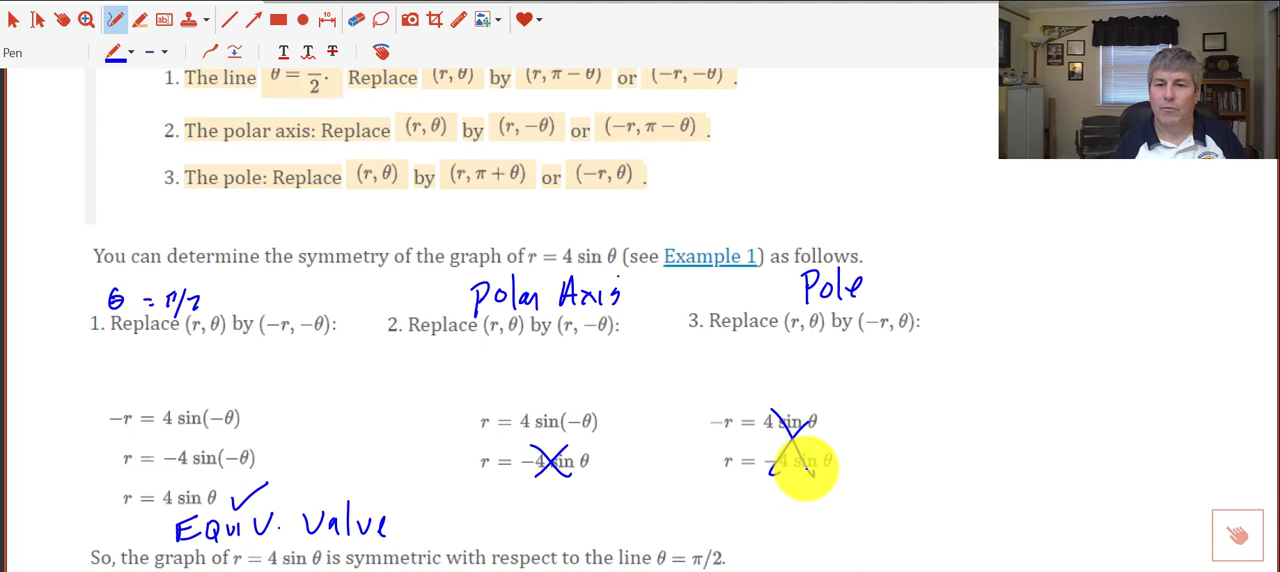 Pen
1. The line θ = π/2. Replace (r, θ) by (r, π − θ) or (−r, −θ).
2. The polar axis: Replace (r, θ) by (r, −θ) or (−r, π − θ).
3. The pole: Replace (r, θ) by (r, π + θ) or (−r, θ).
You can determine the symmetry of the graph of r = 4 sin θ (see Example 1) as follows.
θ = π/2
Polar Axis
Pole
1. Replace (r, θ) by (−r, −θ):
2. Replace (r, θ) by (r, −θ):
3. Replace (r, θ) by (−r, θ):
−r = 4 sin(−θ)
r = −4 sin(−θ)
r = 4 sin θ
Equiv. Value
r = 4 sin(−θ)
r = −4 sin θ
−r = 4 sin θ
r = −4 sin θ
So, the graph of r = 4 sin θ is symmetric with respect to the line θ = π/2.